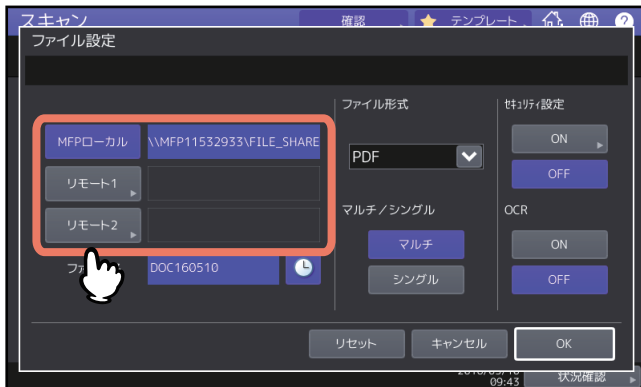 スキャン
確認
テンプレート
?
ファイル設定
ファイル形式
セキュリティ設定
MFPローカル
\\MFP11532933\FILE_SHARE
PDF
ON
OFF
リモート1
リモート2
マルチ/シングル
OCR
マルチ
ON
DOC160510
シングル
OFF
リセット
キャンセル
OK
09:43
状況確認